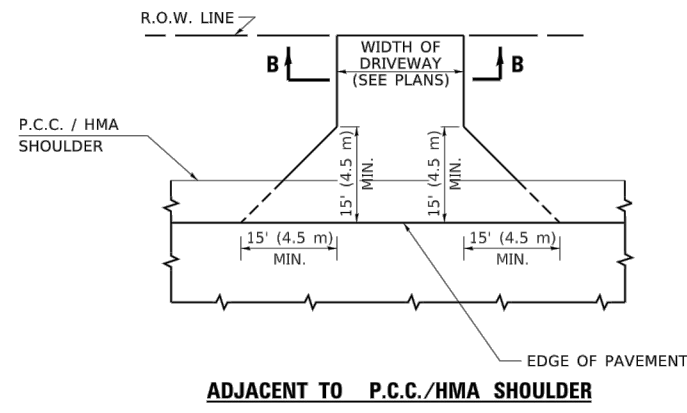 R.O.W. LINE
WIDTH OF
DRIVEWAY
(SEE PLANS)
B
B
P.C.C. / HMA
SHOULDER
15' (4.5 m)
MIN.
15' (4.5 m)
MIN.
15' (4.5 m)
MIN.
15' (4.5 m)
MIN.
EDGE OF PAVEMENT
ADJACENT TO P.C.C./HMA SHOULDER